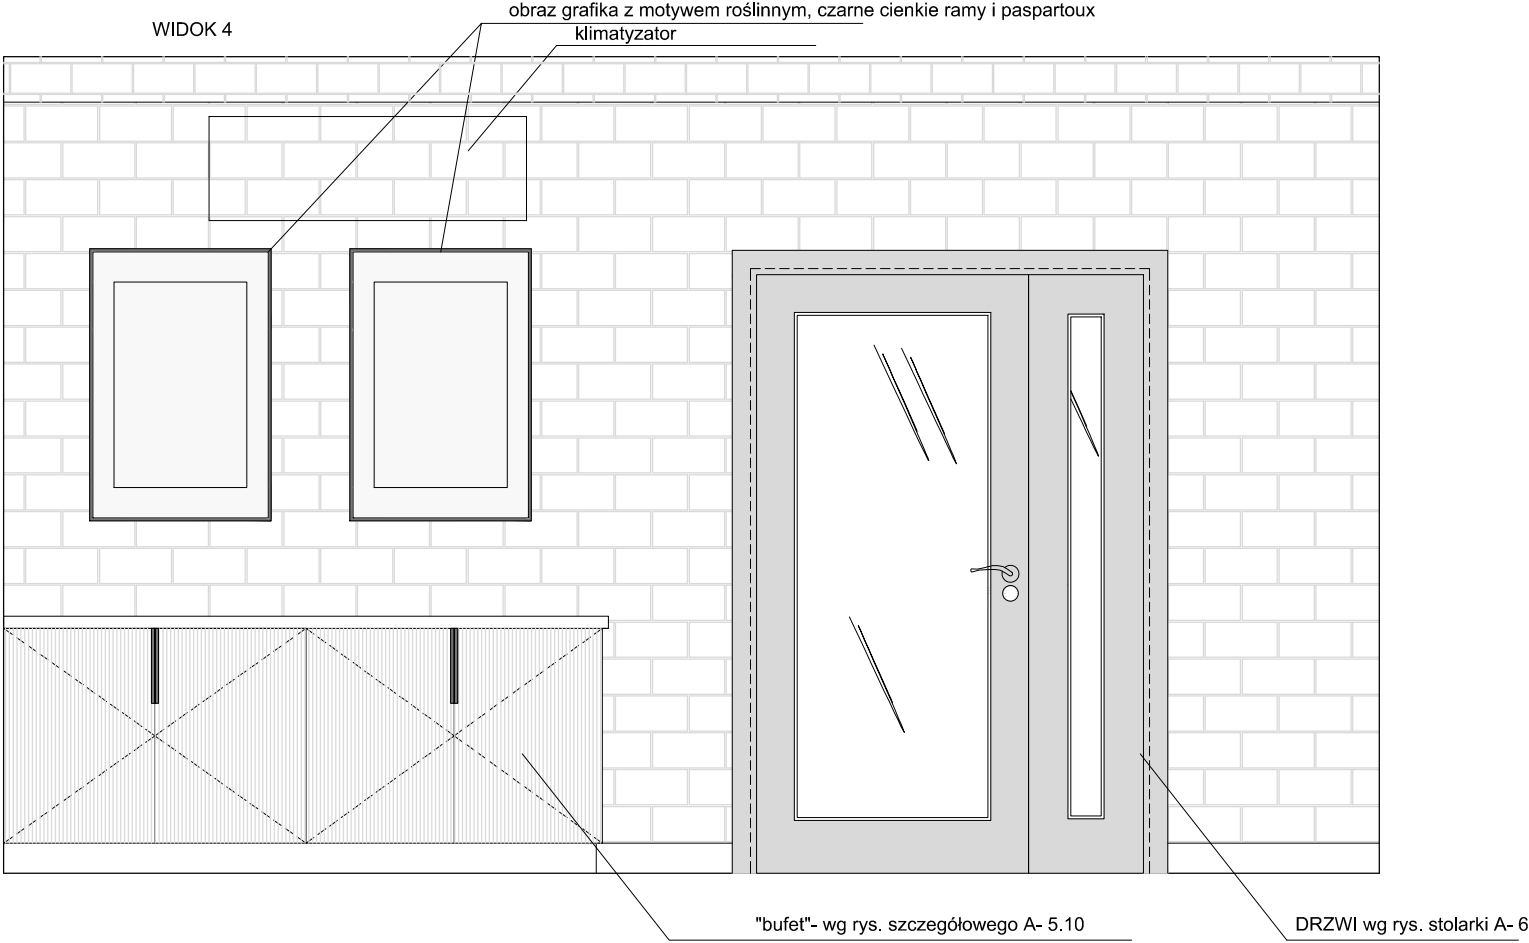 obraz grafika z motywem roślinnym, czarne cienkie ramy i paspartoux
WIDOK 4
klimatyzator
"bufet"- wg rys. szczegółowego A- 5.10
DRZWI wg rys. stolarki A- 6